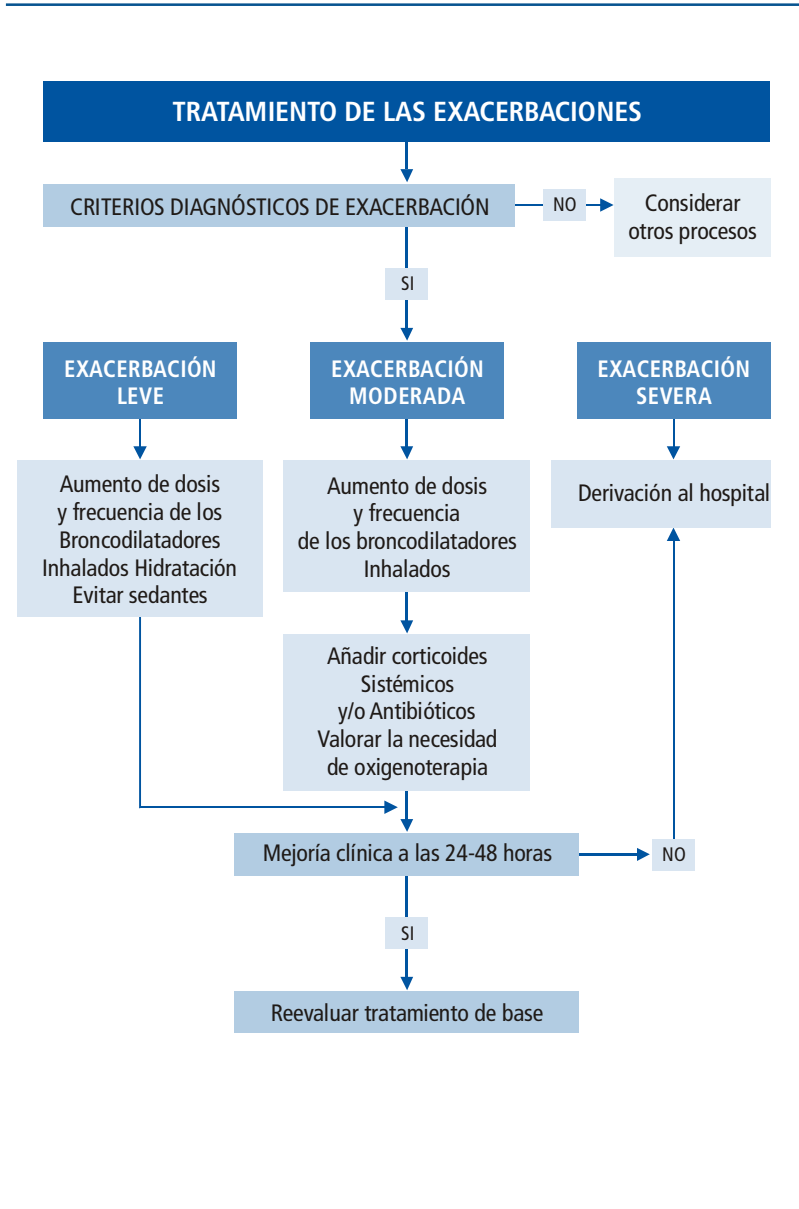 TRATAMIENTO DE LAS EXACERBACIONES
CRITERIOS DIAGNÓSTICOS DE EXACERBACIÓN
NO
Considerar
otros procesos
SI
EXACERBACIÓN
LEVE
EXACERBACIÓN
MODERADA
EXACERBACIÓN
SEVERA
Aumento de dosis
y frecuencia de los
Broncodilatadores
Inhalados Hidratación
Evitar sedantes
Aumento de dosis
y frecuencia
de los broncodilatadores
Inhalados
Derivación al hospital
Añadir corticoides
Sistémicos
y/o Antibióticos
Valorar la necesidad
de oxigenoterapia
Mejoría clínica a las 24-48 horas
NO
SI
Reevaluar tratamiento de base